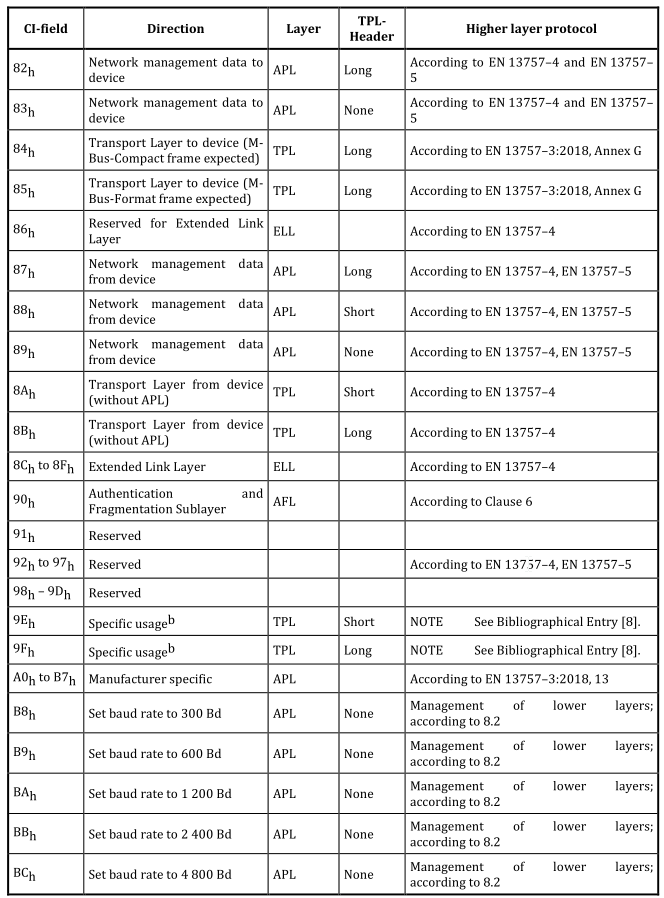 CI-field Direction Layer TPL-Header Higher layer protocol
82h Network management data to device APL Long According to EN 13757–4 and EN 13757–5
83h Network management data to device APL None According to EN 13757–4 and EN 13757–5
84h Transport Layer to device (M-Bus-Compact frame expected) TPL Long According to EN 13757–3:2018, Annex G
85h Transport Layer to device (M-Bus-Format frame expected) TPL Long According to EN 13757–3:2018, Annex G
86h Reserved for Extended Link Layer ELL According to EN 13757–4
87h Network management data from device APL Long According to EN 13757–4, EN 13757–5
88h Network management data from device APL Short According to EN 13757–4, EN 13757–5
89h Network management data from device APL None According to EN 13757–4, EN 13757–5
8Ah Transport Layer from device (without APL) TPL Short According to EN 13757–4
8Bh Transport Layer from device (without APL) TPL Long According to EN 13757–4
8Ch to 8Fh Extended Link Layer ELL According to EN 13757–4
90h Authentication and Fragmentation Sublayer AFL According to Clause 6
91h Reserved
92h to 97h Reserved According to EN 13757–4, EN 13757–5
98h – 9Dh Reserved
9Eh Specific usageb TPL Short NOTE See Bibliographical Entry [8].
9Fh Specific usageb TPL Long NOTE See Bibliographical Entry [8].
A0h to B7h Manufacturer specific APL According to EN 13757–3:2018, 13
B8h Set baud rate to 300 Bd APL None Management of lower layers; according to 8.2
B9h Set baud rate to 600 Bd APL None Management of lower layers; according to 8.2
BAh Set baud rate to 1 200 Bd APL None Management of lower layers; according to 8.2
BBh Set baud rate to 2 400 Bd APL None Management of lower layers; according to 8.2
BCh Set baud rate to 4 800 Bd APL None Management of lower layers; according to 8.2